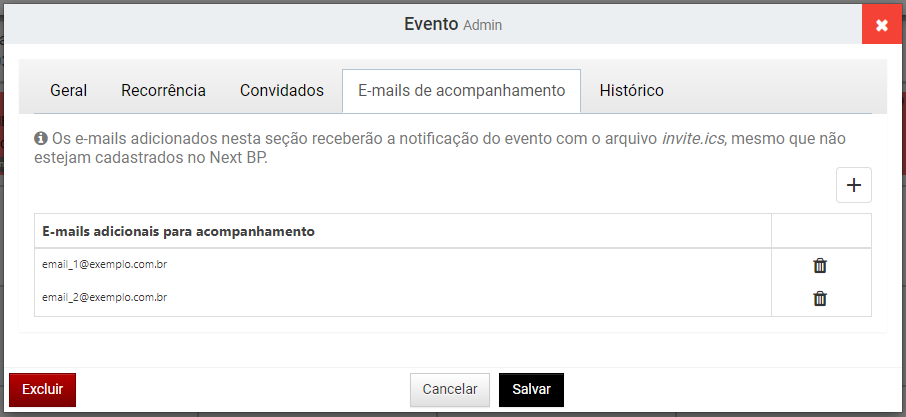 Evento Admin
Geral Recorrência Convidados E-mails de acompanhamento Histórico
Os e-mails adicionados nesta seção receberão a notificação do evento com o arquivo invite.ics, mesmo que não
estejam cadastrados no Next BP.
E-mails adicionais para acompanhamento
email_1@exemplo.com.br
email_2@exemplo.com.br
Excluir Cancelar Salvar